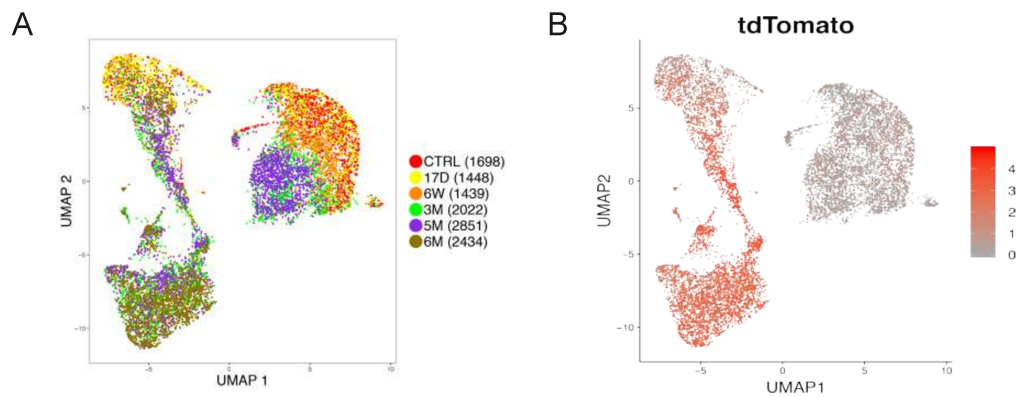 A
B
tdTomato
UMAP 2
5
0
−5
−10
−5
0
5
10
UMAP 1
CTRL (1698)
17D (1448)
6W (1439)
3M (2022)
5M (2851)
6M (2434)
UMAP2
5
0
−5
−10
−5
0
5
10
UMAP1
4
3
2
1
0